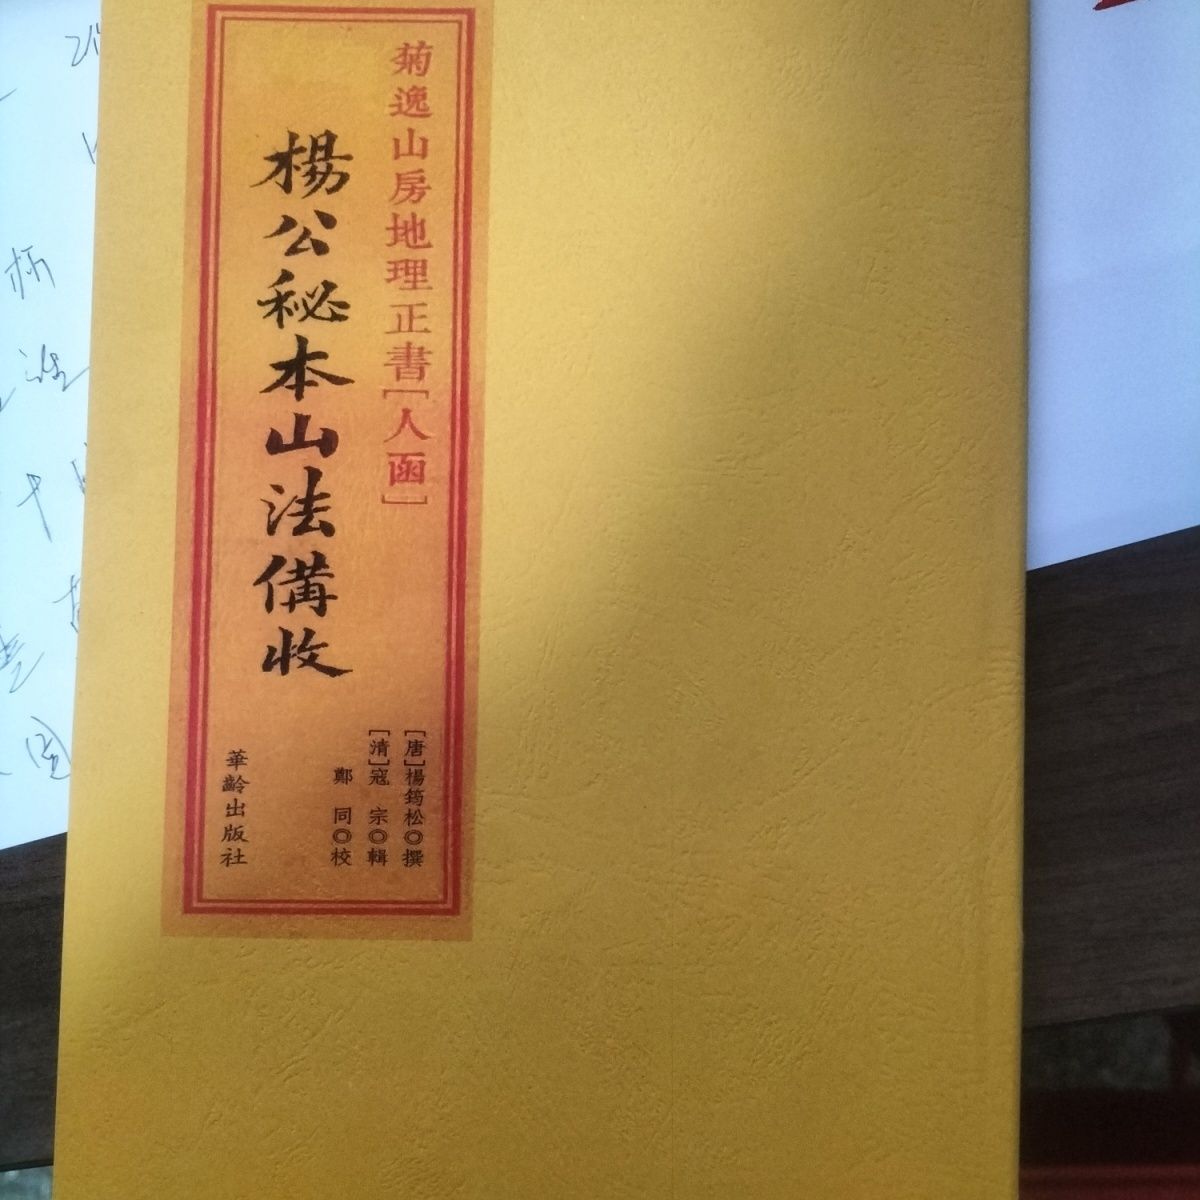 菊逸山房地理正書[人函]
楊公秘本山法備收
[唐]楊筠松◎撰
[清]寇宗◎輯
鄭同◎校
華齡出版社